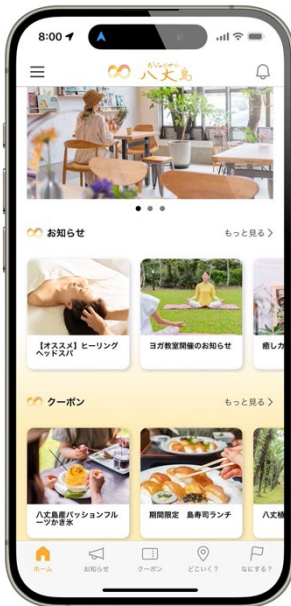 8:00
八丈島
お知らせ
もっと見る
【オススメ】ヒーリング
ヘッドスパ
ヨガ教室開催のお知らせ
癒しカ
クーポン
もっと見る
八丈島産パッションフル
ーツかき氷
期間限定 島寿司ランチ
八丈植
ホーム
お知らせ
クーポン
どこいく?
なにする?